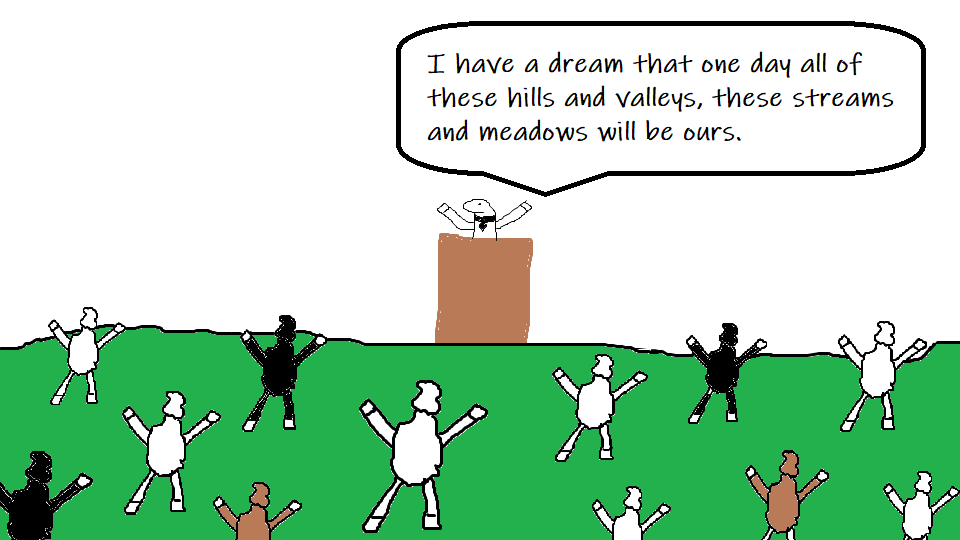 I have a dream that one day all of
these hills and valleys, these streams
and meadows will be ours.